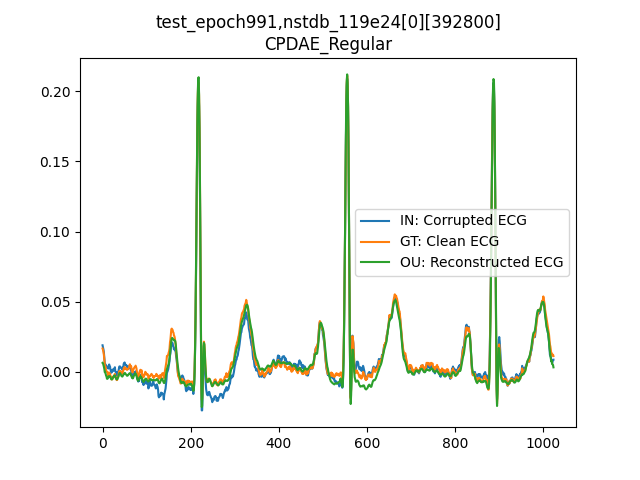 test_epoch991,nstdb_119e24[0][392800]
CPDAE_Regular
0.20
0.15
0.10
0.05
0.00
IN: Corrupted ECG
GT: Clean ECG
OU: Reconstructed ECG
0 200 400 600 800 1000